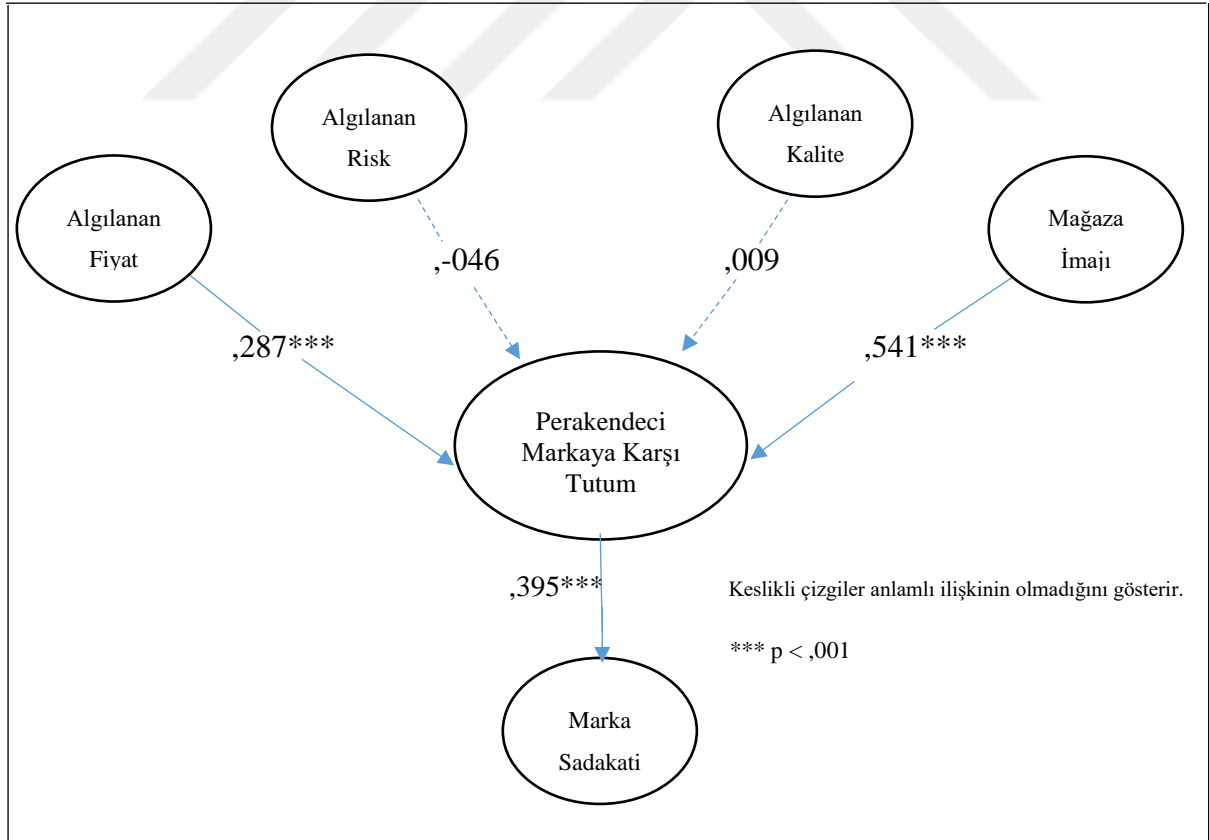 Algılanan
Risk
Algılanan
Kalite
Algılanan
Fiyat
Mağaza
İmajı
,-046
,009
,287***
,541***
Perakendeci
Markaya Karşı
Tutum
,395***
Keslikli çizgiler anlamlı ilişkinin olmadığını gösterir.
*** p < ,001
Marka
Sadakati